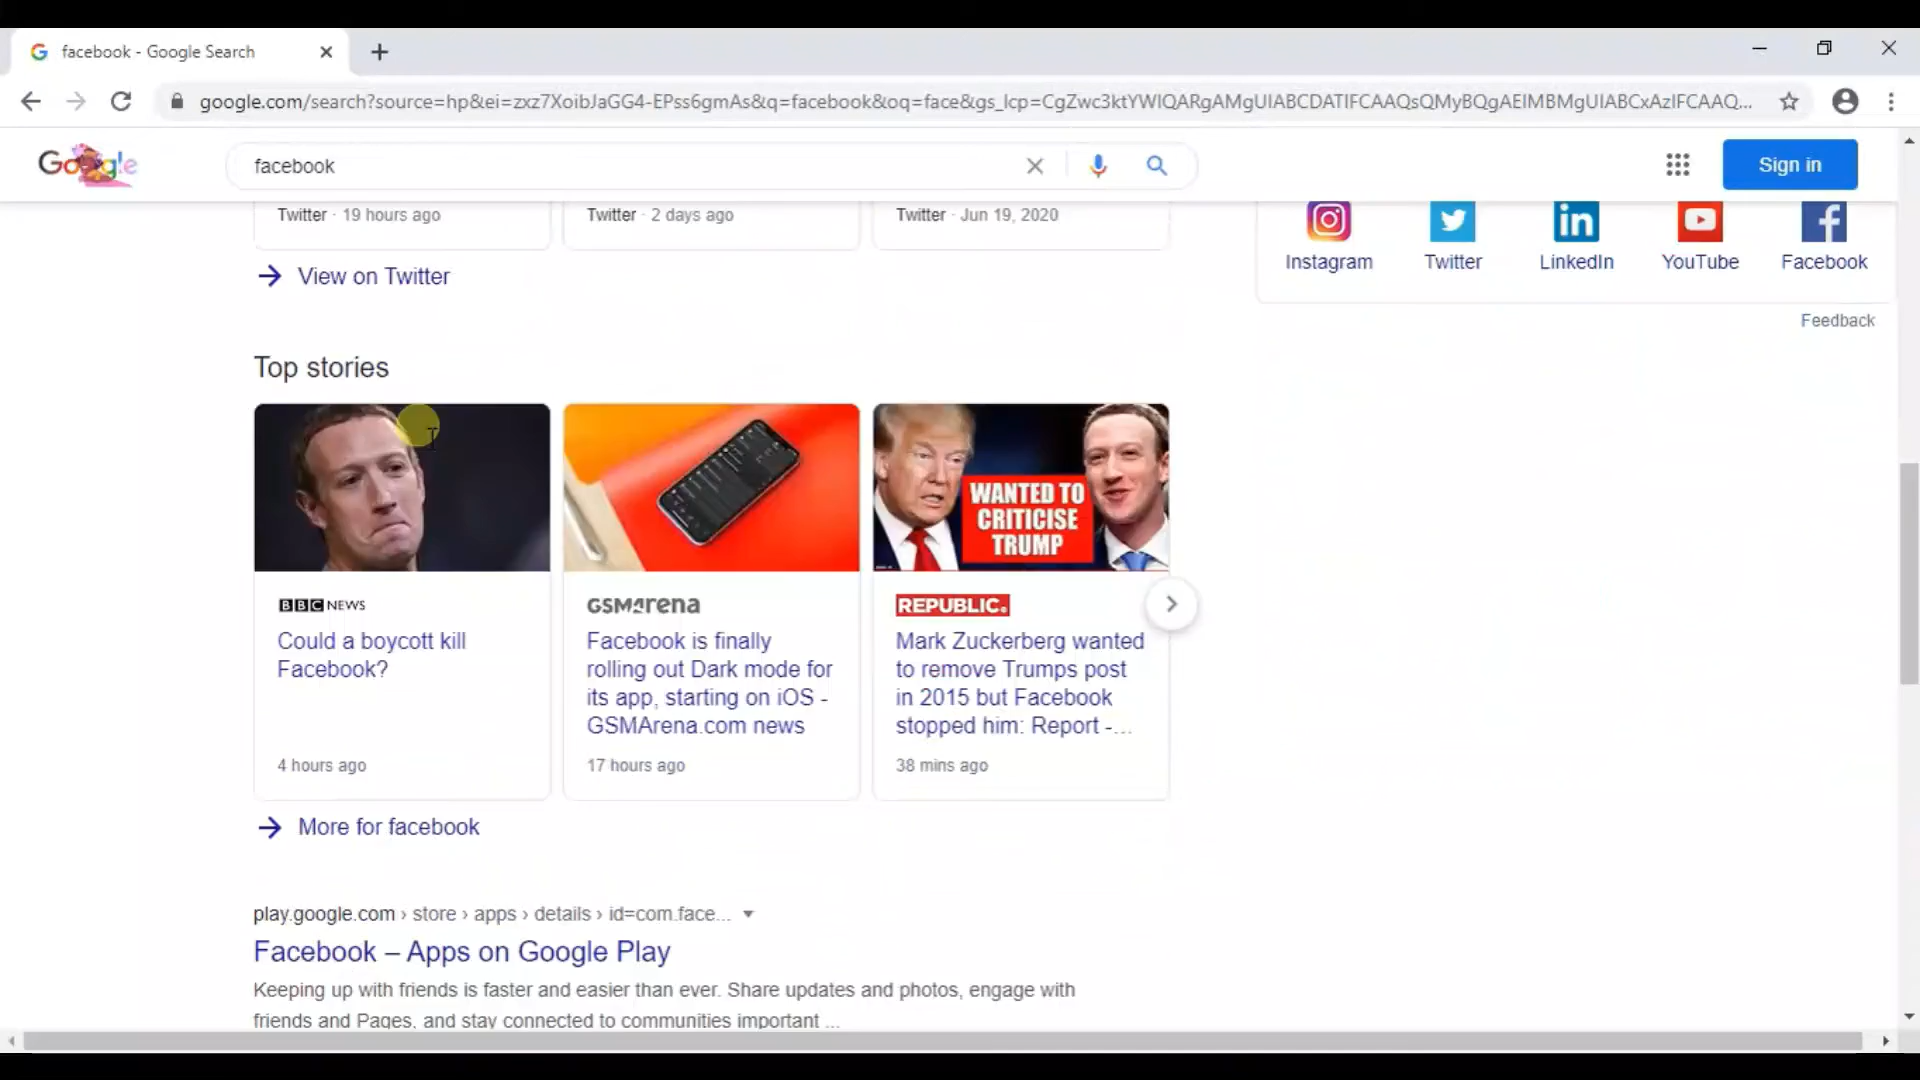 facebook - Google Search
google.com/search?source=hp&ei=zxz7XoibJaGG4-EPss6gmAs&q=facebook&oq=face&gs_lcp=CgZwc3ktYWIQARgAMgUIABCDATIFCAAQsQMyBQgAEIMBMgUIABCxAzIFCAAQ...
Google
facebook
Sign in
Twitter · 19 hours ago
Twitter · 2 days ago
Twitter · Jun 19, 2020
Instagram
Twitter
LinkedIn
YouTube
Facebook
View on Twitter
Feedback
Top stories
WANTED TO
CRITICISE
TRUMP
BBC NEWS
Could a boycott kill
Facebook?
4 hours ago
GSMArena
Facebook is finally
rolling out Dark mode for
its app, starting on iOS -
GSMArena.com news
17 hours ago
REPUBLIC.
Mark Zuckerberg wanted
to remove Trumps post
in 2015 but Facebook
stopped him: Report -...
38 mins ago
More for facebook
play.google.com › store › apps › details › id=com.face...
Facebook – Apps on Google Play
Keeping up with friends is faster and easier than ever. Share updates and photos, engage with
friends and Pages, and stay connected to communities important ...